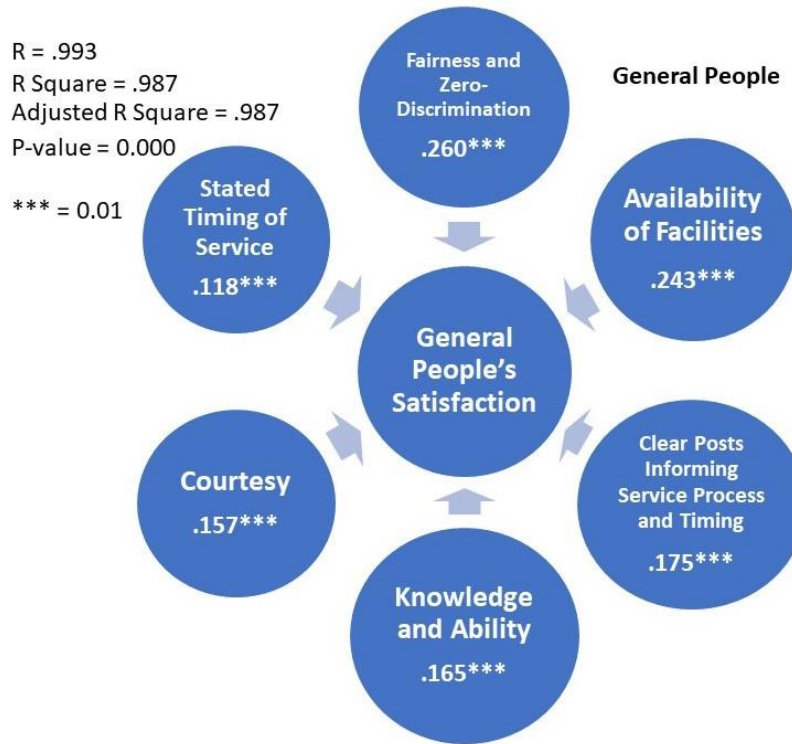 R = .993
R Square = .987
Adjusted R Square = .987
P-value = 0.000
*** = 0.01
General People
Fairness and
Zero-
Discrimination
.260***
Stated
Timing of
Service
.118***
Availability
of Facilities
.243***
General
People’s
Satisfaction
Courtesy
.157***
Clear Posts
Informing
Service Process
and Timing
.175***
Knowledge
and Ability
.165***